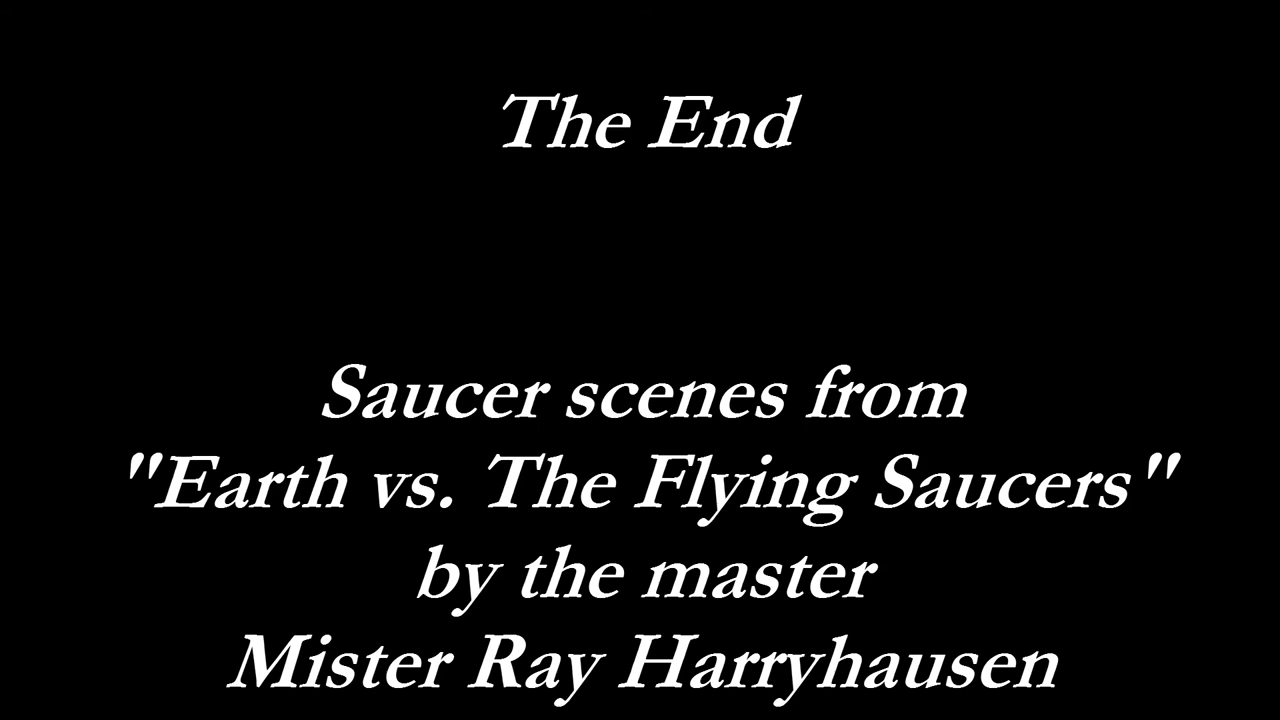 The End
Saucer scenes from
"Earth vs. The Flying Saucers"
by the master
Mister Ray Harryhausen